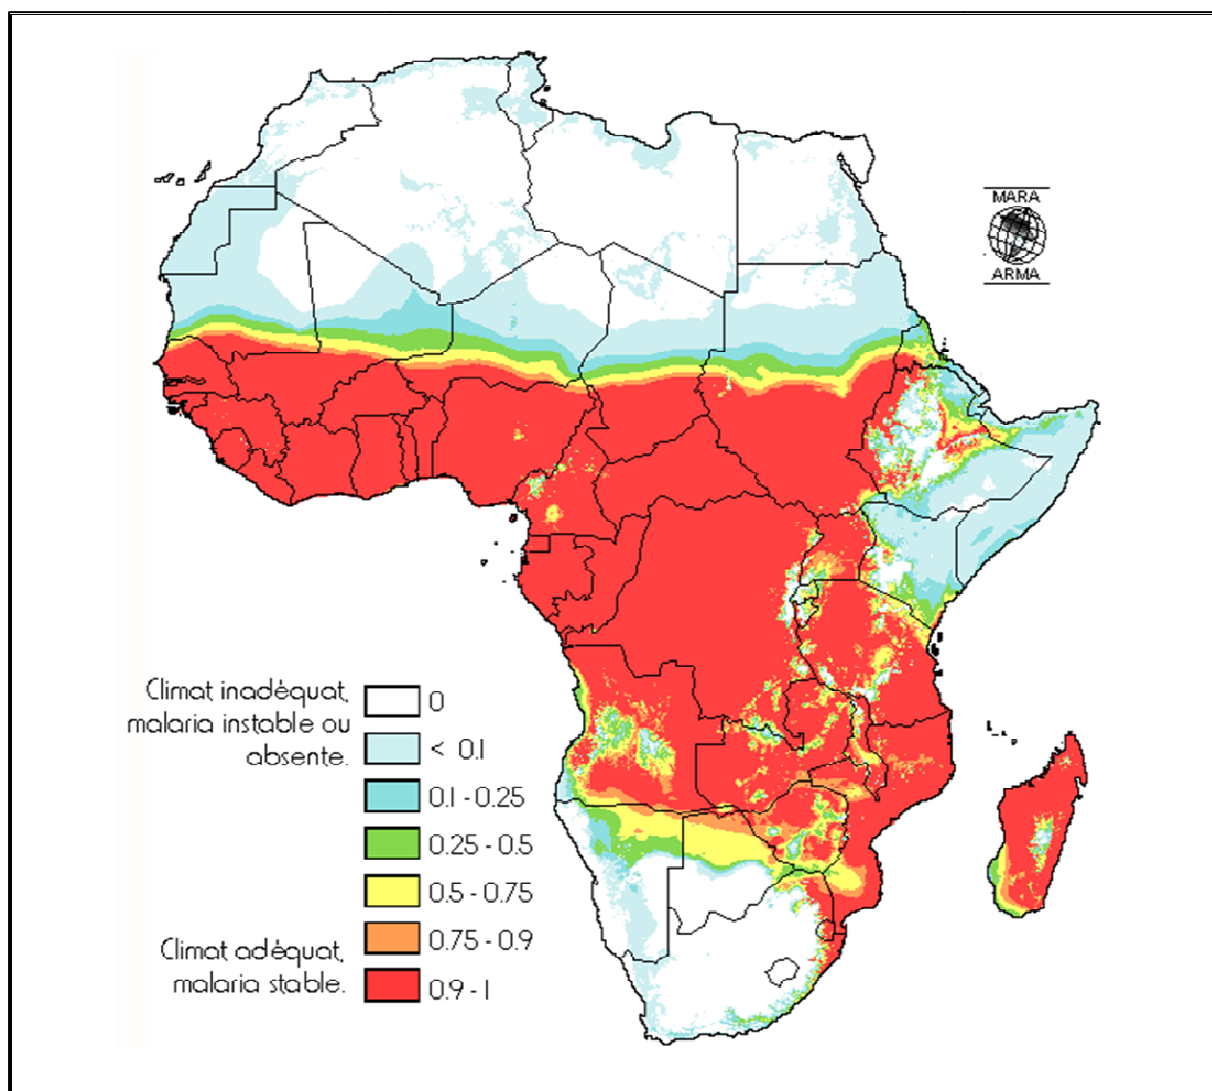 MARA
ARMA
Climat inadéquat,
malaria instable ou
absente.
0
< 0.1
0.1 - 0.25
0.25 - 0.5
0.5 - 0.75
0.75 - 0.9
0.9 - 1
Climat adéquat,
malaria stable.